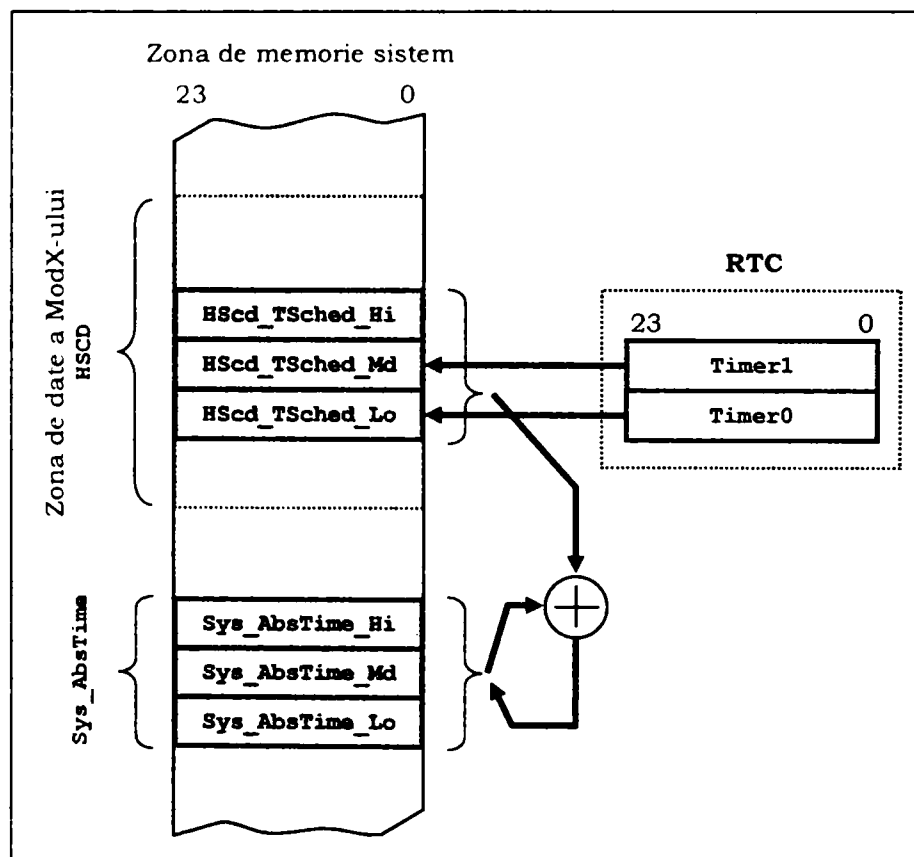 Zona de memorie sistem
23 0
Zona de date a ModX-ului
HSCD
HScd_TSched_Hi
HScd_TSched_Md
HScd_TSched_Lo
RTC
23 0
Timer1
Timer0
Sys_AbsTime
Sys_AbsTime_Hi
Sys_AbsTime_Md
Sys_AbsTime_Lo